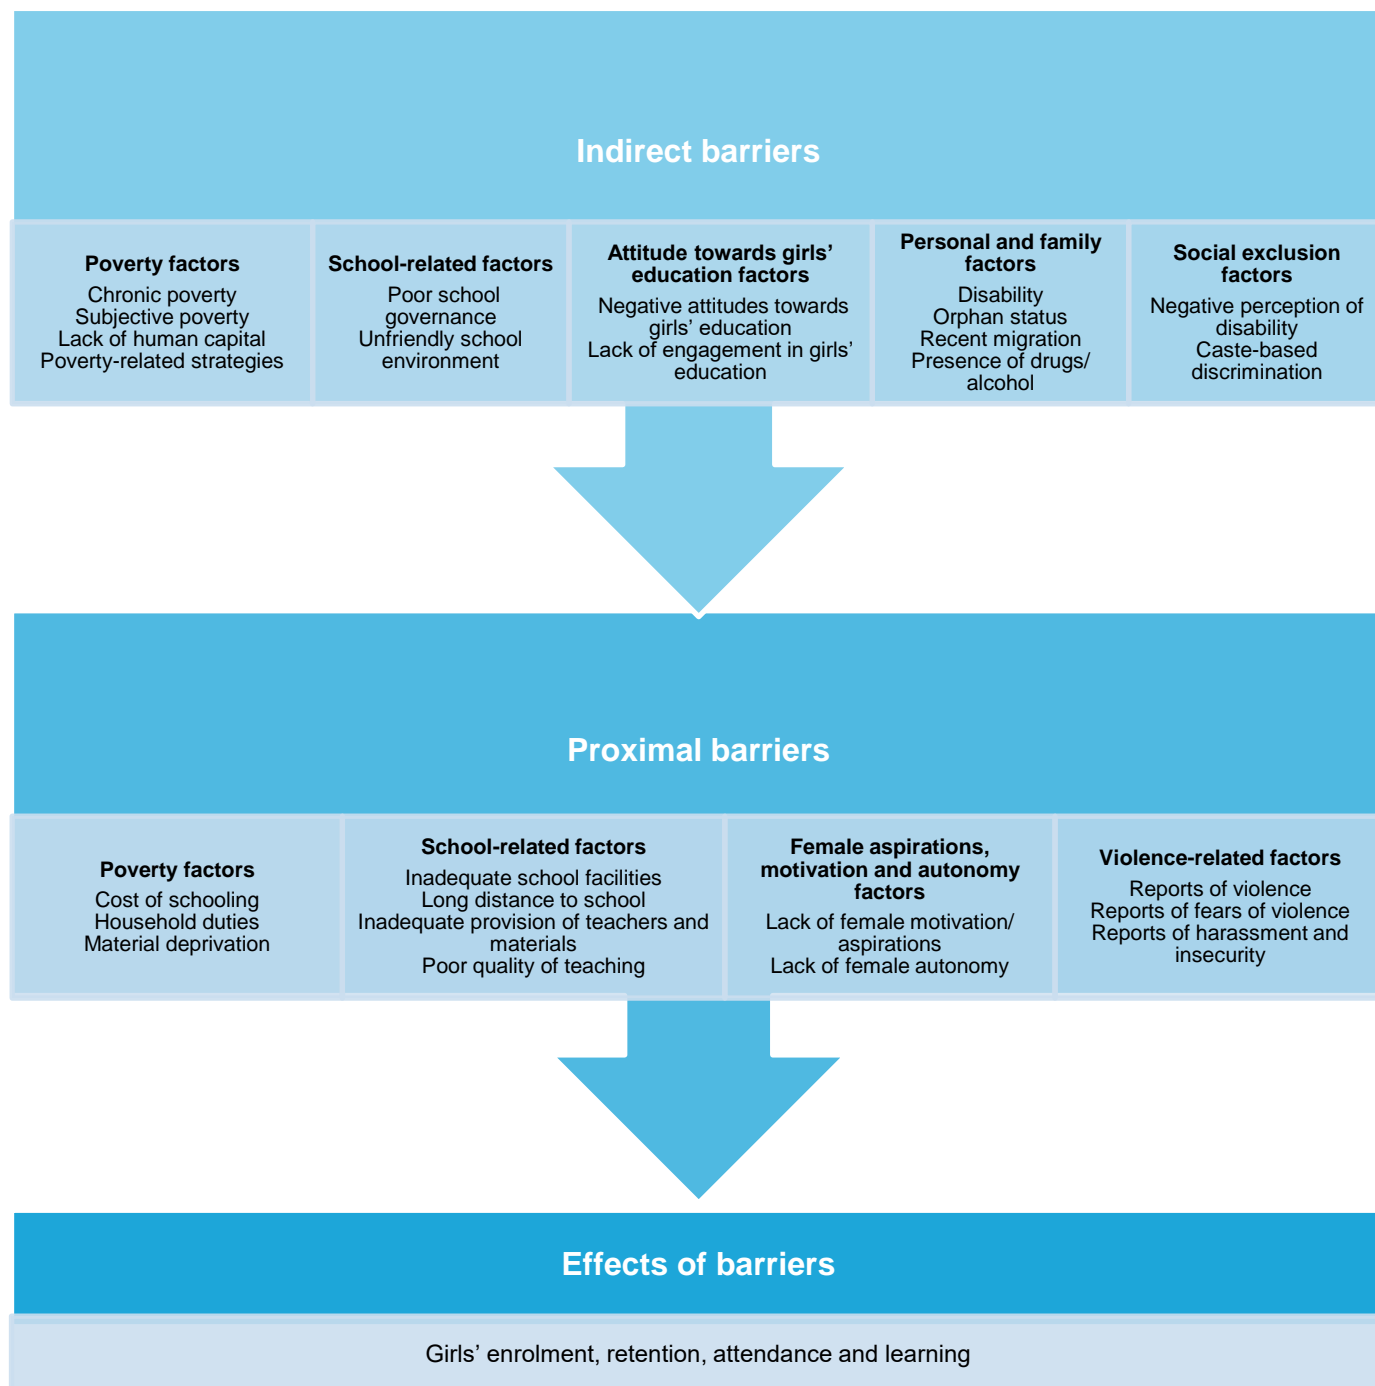 Indirect barriers
Poverty factors
Chronic poverty
Subjective poverty
Lack of human capital
Poverty-related strategies
School-related factors
Poor school
governance
Unfriendly school
environment
Attitude towards girls’
education factors
Negative attitudes towards
girls’ education
Lack of engagement in girls’
education
Personal and family
factors
Disability
Orphan status
Recent migration
Presence of drugs/
alcohol
Social exclusion
factors
Negative perception of
disability
Caste-based
discrimination
Proximal barriers
Poverty factors
Cost of schooling
Household duties
Material deprivation
School-related factors
Inadequate school facilities
Long distance to school
Inadequate provision of teachers and
materials
Poor quality of teaching
Female aspirations,
motivation and autonomy
factors
Lack of female motivation/
aspirations
Lack of female autonomy
Violence-related factors
Reports of violence
Reports of fears of violence
Reports of harassment and
insecurity
Effects of barriers
Girls’ enrolment, retention, attendance and learning